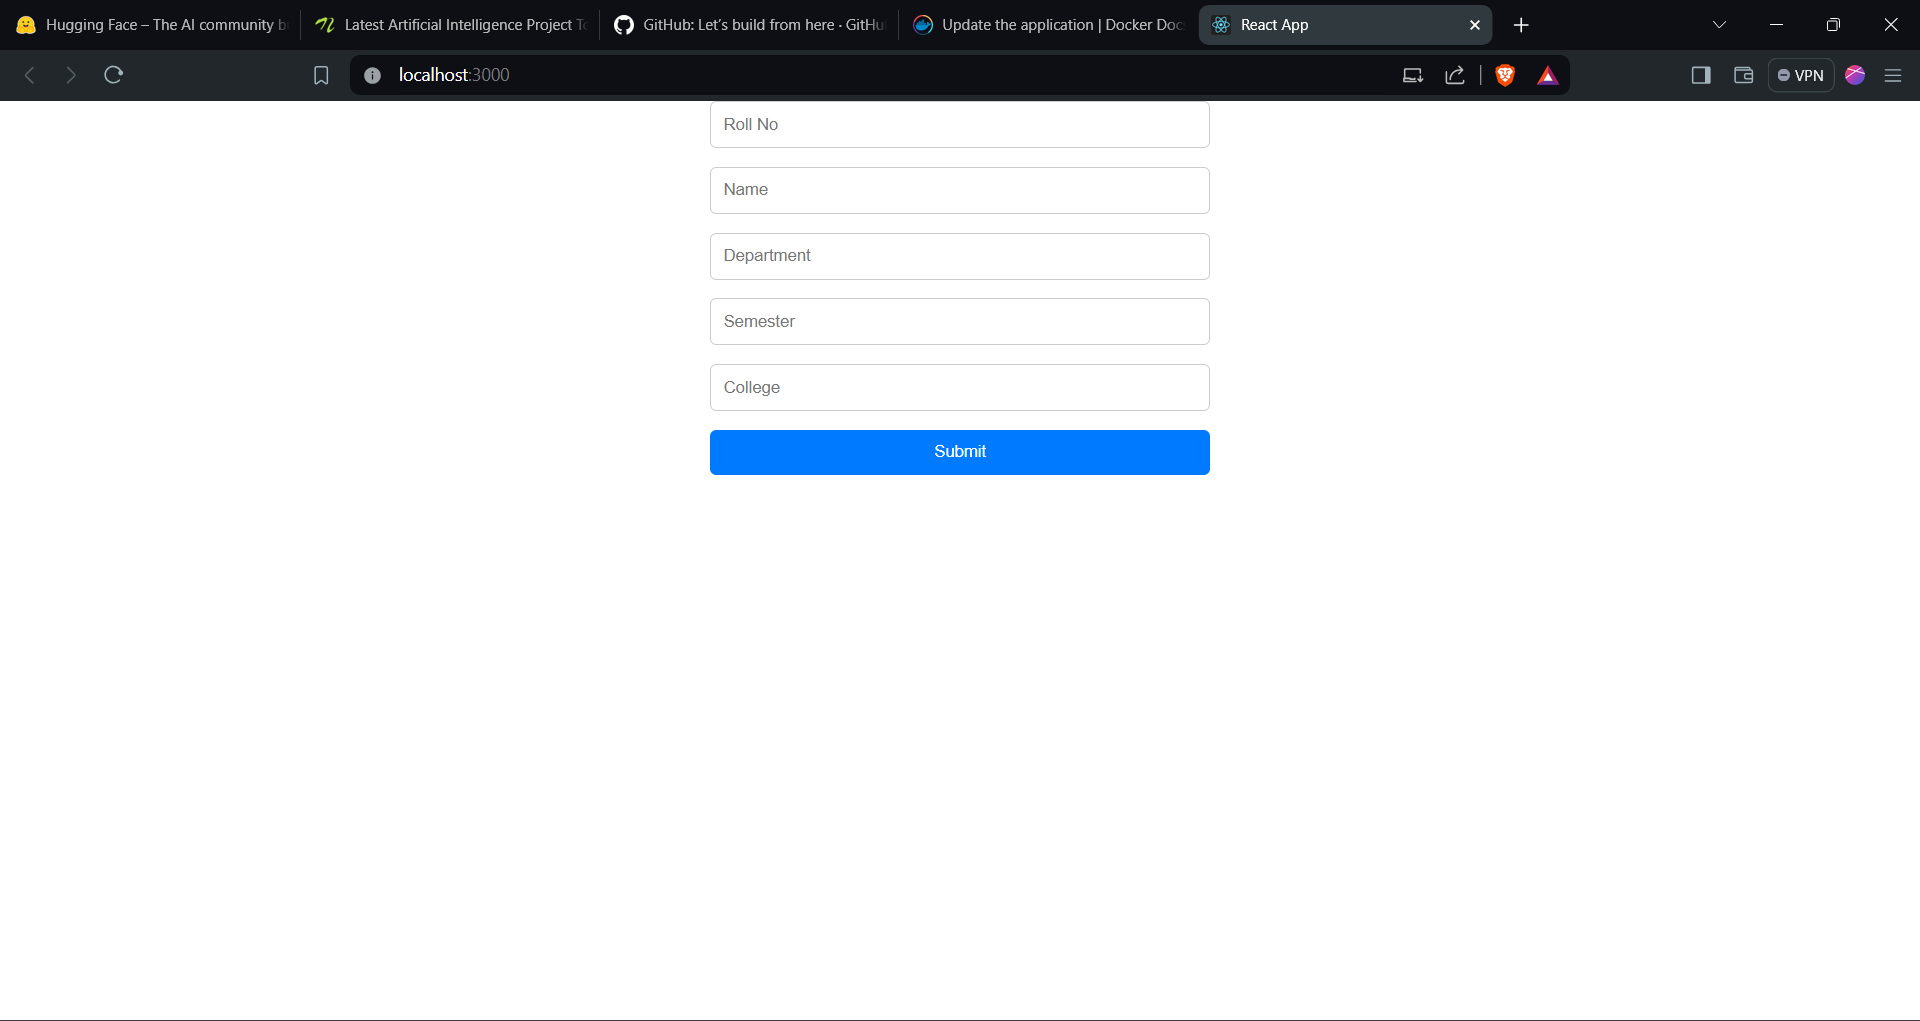 Hugging Face – The AI community b
Latest Artificial Intelligence Project T
GitHub: Let's build from here · GitHu
Update the application | Docker Doc
React App
localhost:3000
VPN
Roll No
Name
Department
Semester
College
Submit